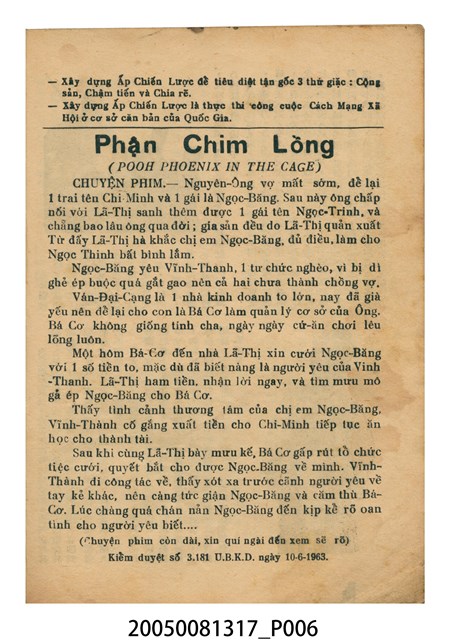 — Xây dựng Ấp Chiến Lược để tiêu diệt tận gốc 3 thứ giặc : Cộng
sản, Chậm tiến và Chia rẽ.
— Xây dựng Ấp Chiến Lược là thực thi công cuộc Cách Mạng Xã
Hội ở cơ sở căn bản của Quốc Gia.
Phận Chim Lồng
(POOH PHOENIX IN THE CAGE)
CHUYỆN PHIM.— Nguyên-Ông vợ mất sớm, để lại
1 trai tên Chi-Minh và 1 gái là Ngọc-Băng. Sau này ông chấp
nối với Lã-Thị sanh thêm được 1 gái tên Ngọc-Trinh, và
chẳng bao lâu ông qua đời ; gia sản đều do Lã-Thị quản xuất
Từ đấy Lã-Thị hà khắc chị em Ngọc-Băng, đủ điều, làm cho
Ngọc Thinh bất bình lắm.
Ngọc-Băng yêu Vĩnh-Thanh, 1 tư chức nghèo, vì bị dì
ghẻ ép buộc quá gắt gao nên cả hai chưa thành chồng vợ.
Ván-Đại-Cạng là 1 nhà kinh doanh to lớn, nay đã già
yếu nên để lại cho con là Bá Cơ làm quản lý cơ sở của Ông.
Bá Cơ không giống tính cha, ngày ngày cứ-ăn chơi lêu
lỗng luôn.
Một hôm Bá-Cơ đến nhà Lã-Thị xin cưới Ngọc-Băng
với 1 số tiền to, mặc dù đã biết nàng là người yêu của Vinh
-Thanh. Lã-Thị ham tiền, nhận lời ngay, và tìm mưu mô
gả ép Ngọc-Băng cho Bá Cơ.
Thấy tình cảnh thương tâm của chị em Ngọc-Băng,
Vĩnh-Thành cố gắng xuất tiền cho Chi-Minh tiếp tục ăn
học cho thành tài.
Sau khi cùng Lã-Thị bày mưu kế, Bá Cơ gấp rút tổ chức
tiệc cưới, quyết bắt cho được Ngọc-Băng về mình. Vĩnh-
Thành đi công tác về, thấy xót xa trước cảnh người yêu về
tay kẻ khác, nên càng tức giận Ngọc-Băng và căm thù Bá-
Cơ. Lúc chàng quá chán nản Ngọc-Băng đến kịp kề rõ oan
tình cho người yêu biết....
(Chuyện phim còn dài, xin quí ngài đến xem sẽ rõ)
Kiểm duyệt số 3.181 U.B.K.D. ngày 10-6-1963.
20050081317_P006